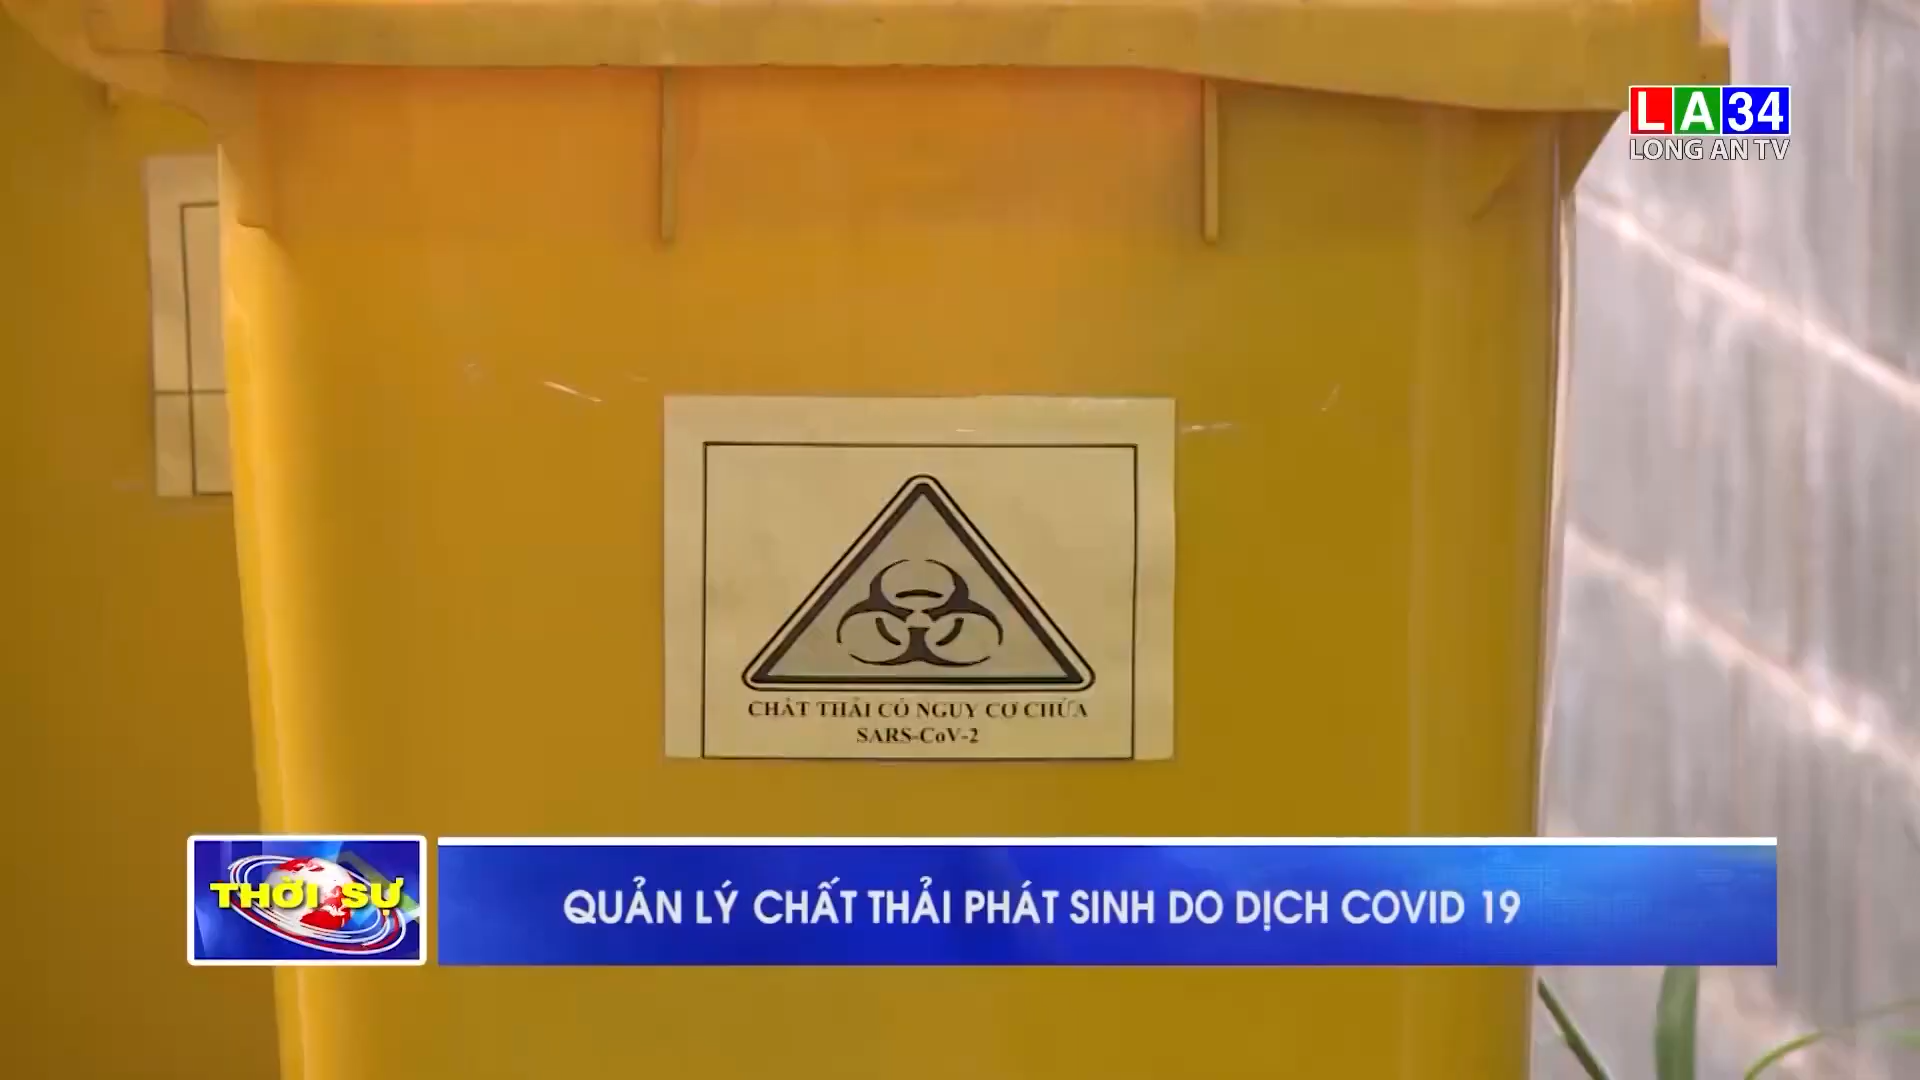 LA34
LONG AN TV
CHẤT THẢI CÓ NGUY CƠ CHỨA
SARS-CoV-2
THỜI SỰ
QUẢN LÝ CHẤT THẢI PHÁT SINH DO DỊCH COVID 19